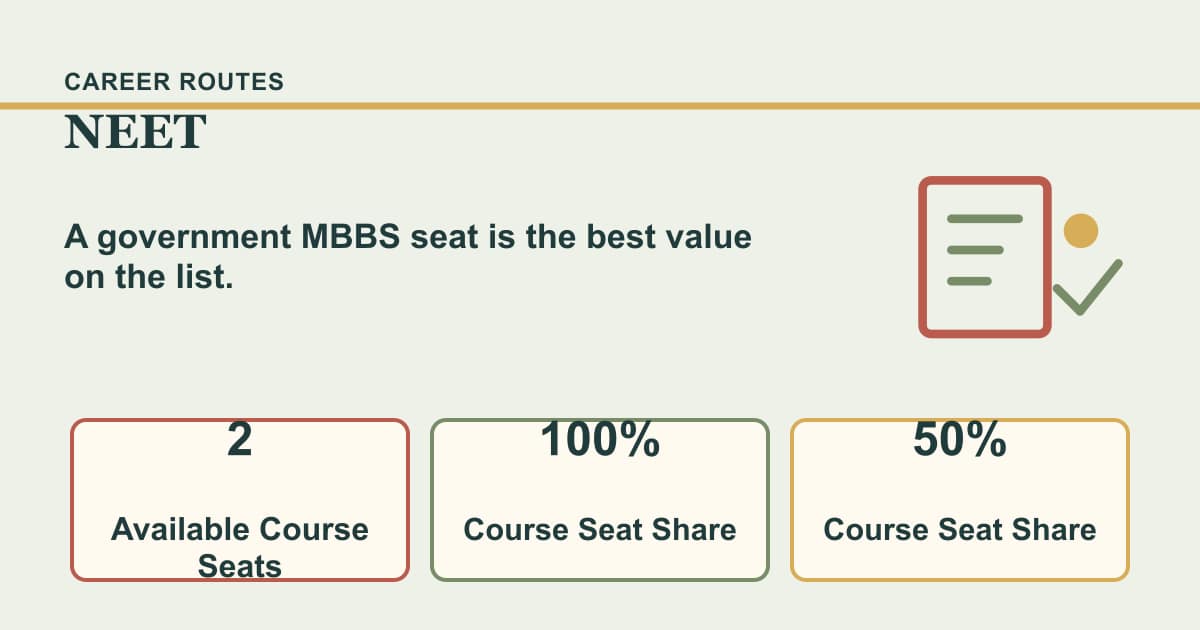 CAREER ROUTES
NEET
A government MBBS seat is the best value
on the list.
2
Available Course
Seats
100%
Course Seat Share
50%
Course Seat Share